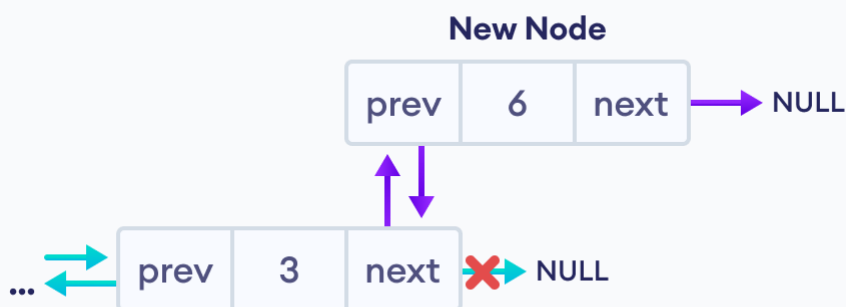 New Node
prev 6 next NULL
... prev 3 next NULL